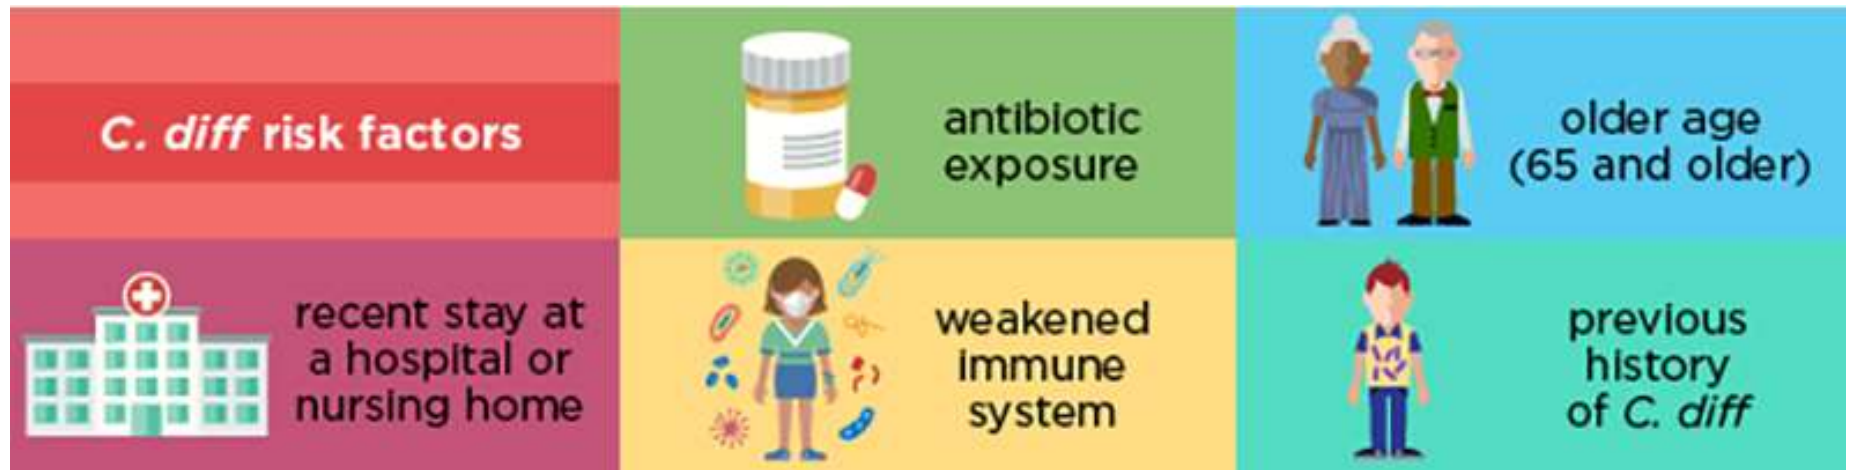 C. diff risk factors
antibiotic
exposure
older age
(65 and older)
recent stay at
a hospital or
nursing home
weakened
immune
system
previous
history
of C. diff